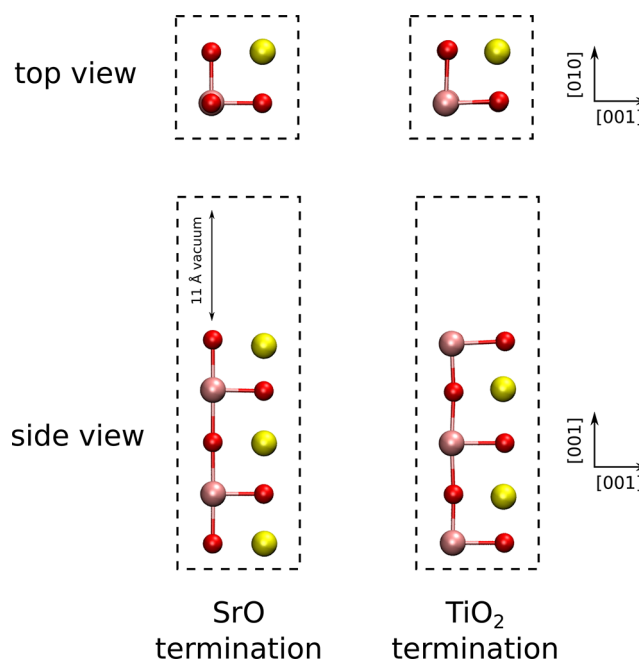 top view
[010]
[001]
11 Å vacuum
side view
[001]
[001]
SrO
termination
TiO₂
termination